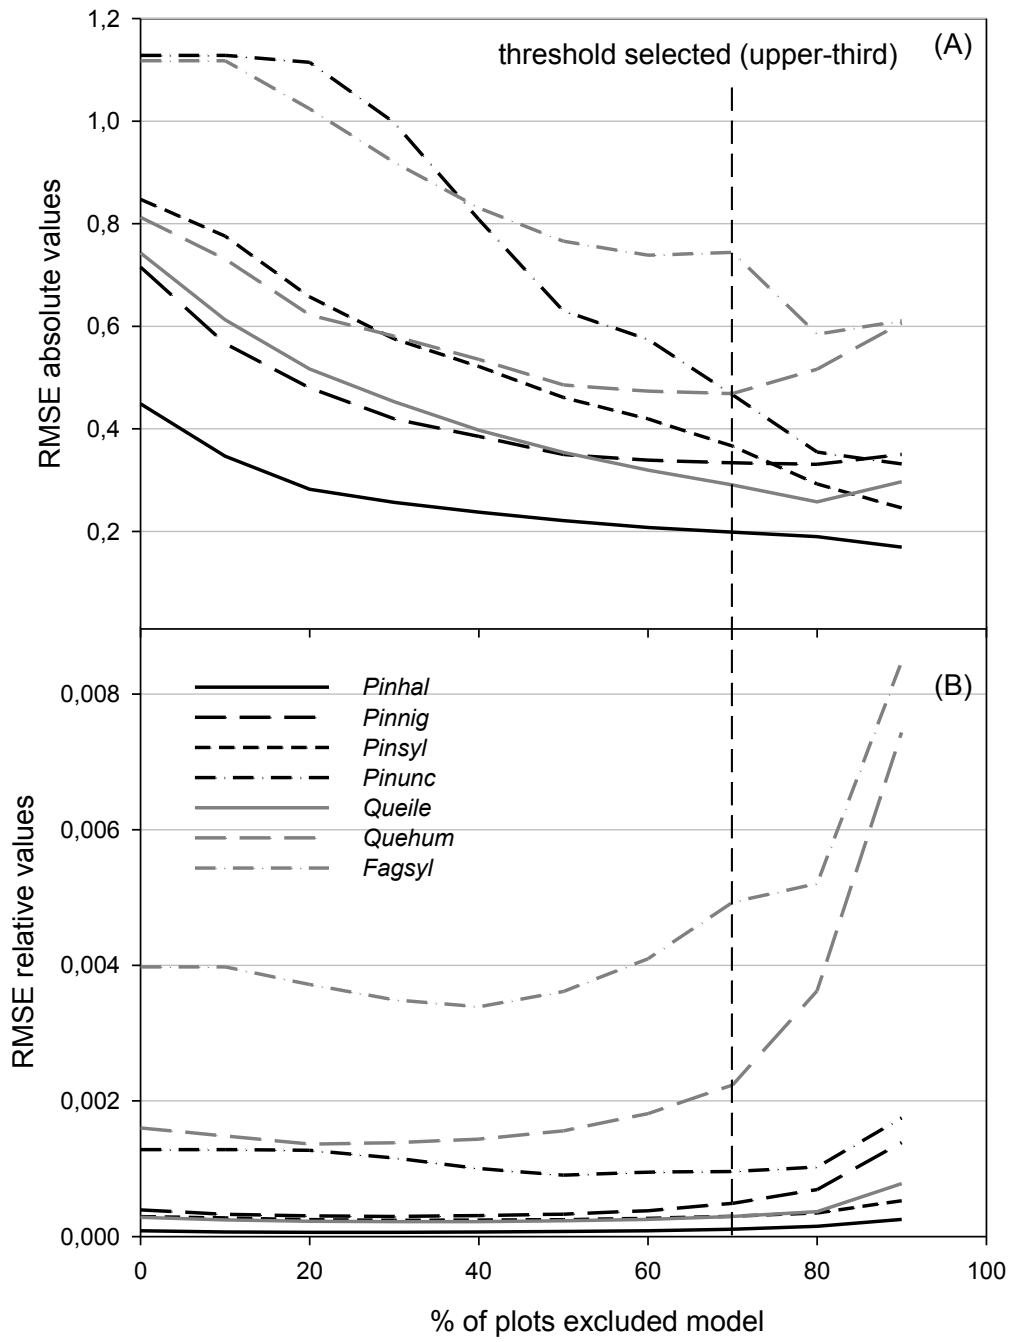 1,2
threshold selected (upper-third)
(A)
1,0
0,8
0,6
0,4
0,2
RMSE absolute values
(B)
0,008
0,006
0,004
0,002
0,000
RMSE relative values
Pinhal
Pinnig
Pinsyl
Pinunc
Queile
Quehum
Fagsyl
0 20 40 60 80 100
% of plots excluded model